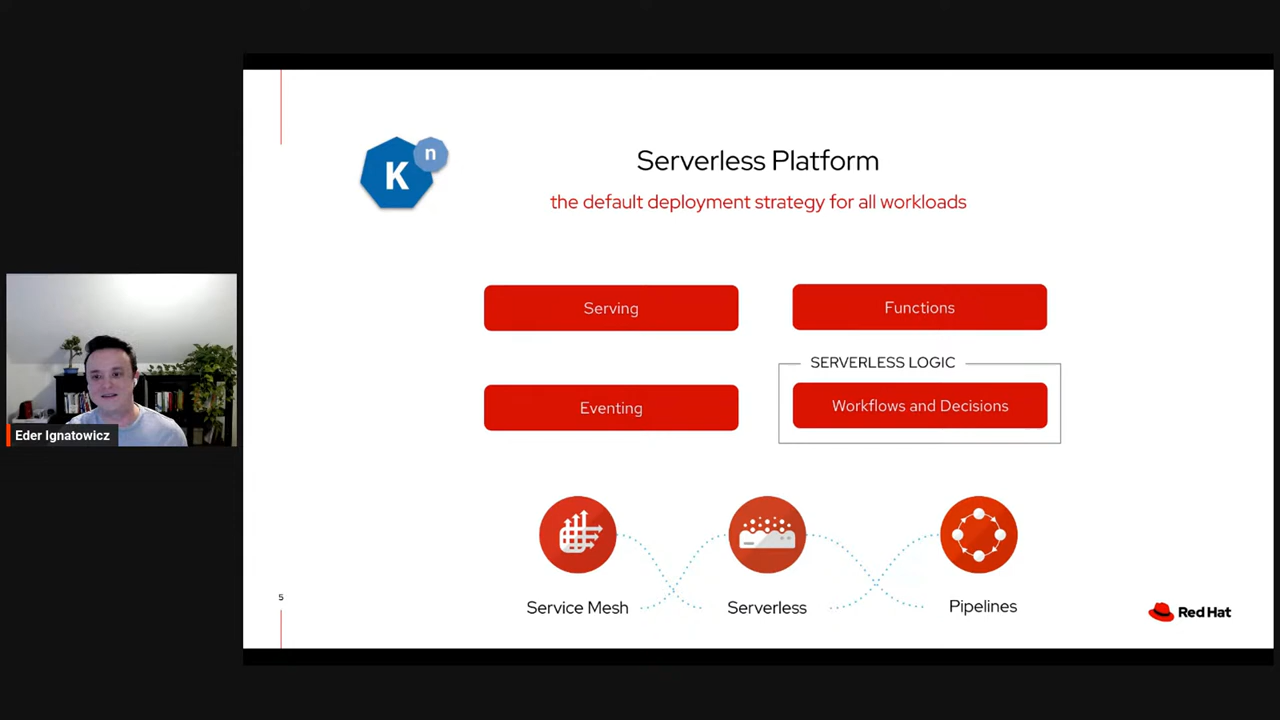 K
n
Serverless Platform
the default deployment strategy for all workloads
Serving
Functions
SERVERLESS LOGIC
Eventing
Workflows and Decisions
Eder Ignatowicz
Service Mesh
Serverless
Pipelines
5
Red Hat